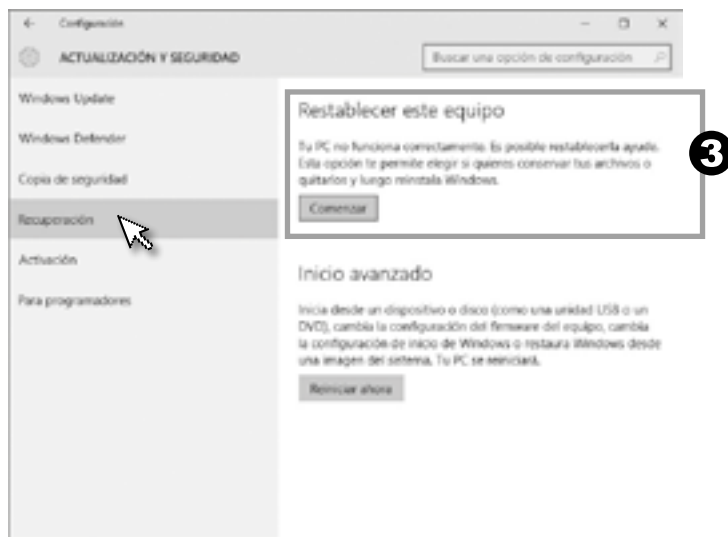 Configuración
ACTUALIZACIÓN Y SEGURIDAD
Buscar una opción de configuración
Windows Update
Windows Defender
Copia de seguridad
Recuperación
Activación
Para programadores
Restablecer este equipo
Tu PC no funciona correctamente. Es posible restablecerla ayude.
Esta opción te permite elegir si quieres conservar tus archivos o
quitarlos y luego reinstala Windows.
Comenzar
3
Inicio avanzado
Inicia desde un dispositivo o disco (como una unidad USB o un
DVD), cambia la configuración del firmware del equipo, cambia
la configuración de inicio de Windows o restaura Windows desde
una imagen del sistema. Tu PC se reiniciará.
Reiniciar ahora